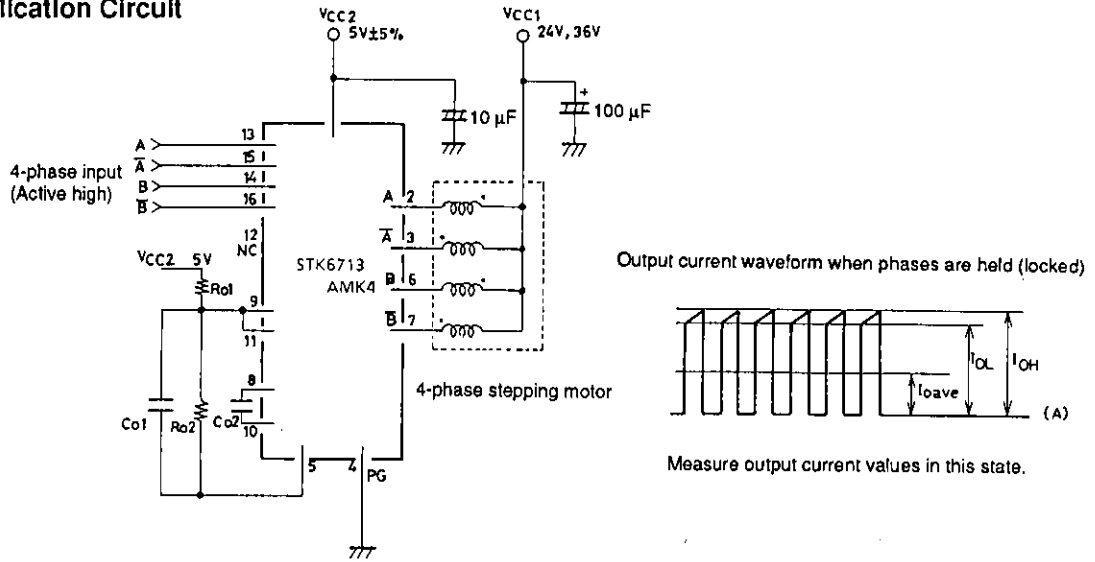 lication Circuit
VCC2
5V±5%
VCC1
24V, 36V
10 µF
+
100 µF
4-phase input
(Active high)
A
A̅
B
B̅
13
15
14
16
12
NC
VCC2 5V
Ro1
9
11
8
10
Co1
Ro2
Co2
STK6713
AMK4
A 2
A̅ 3
B 6
B̅ 7
5
4
PG
4-phase stepping motor
Output current waveform when phases are held (locked)
IOL
IOH
Ioave
(A)
Measure output current values in this state.